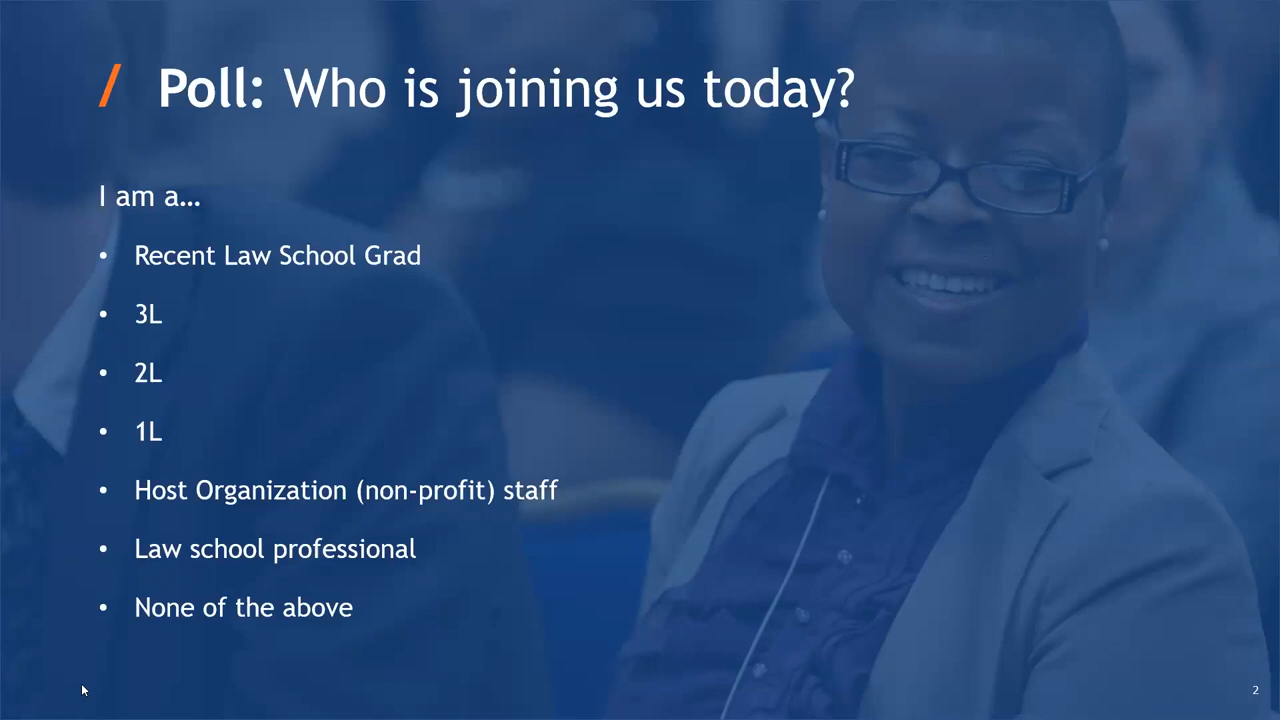 / Poll: Who is joining us today?
I am a...
• Recent Law School Grad
• 3L
• 2L
• 1L
• Host Organization (non-profit) staff
• Law school professional
• None of the above
2